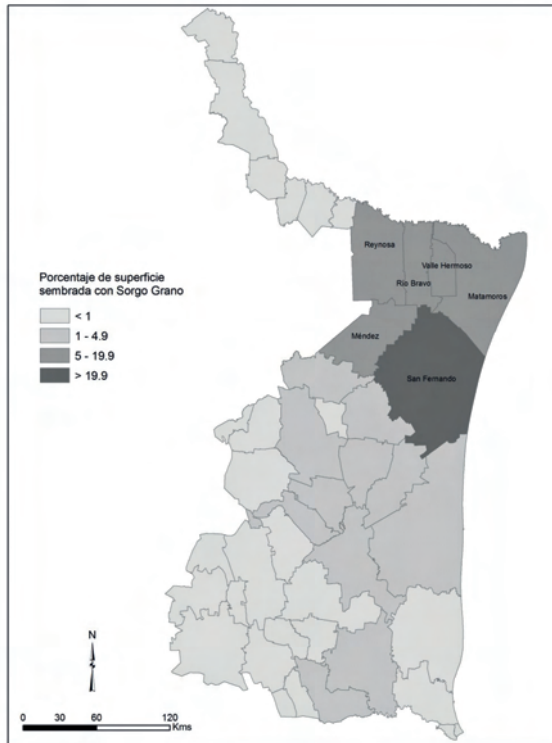 Reynosa
Valle Hermoso
Río Bravo
Matamoros
Porcentaje de superficie
sembrada con Sorgo Grano
< 1
1 - 4.9
5 - 19.9
> 19.9
Méndez
San Fernando
N
0 30 60 120
Kms